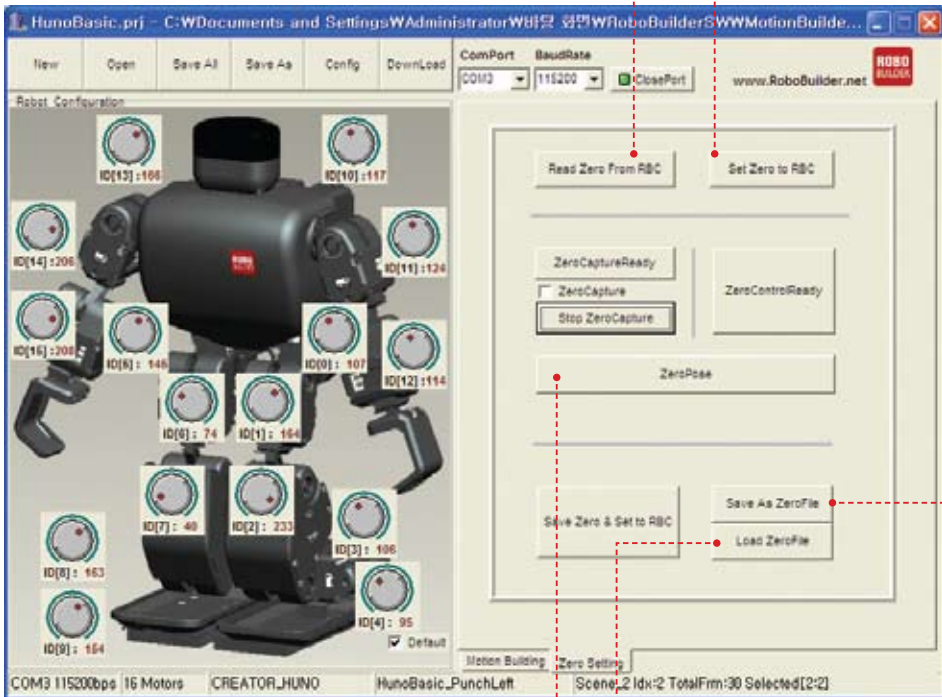 HunoBasic.prj - C:₩Documents and Settings₩Administrator₩바탕 화면₩RoboBuilderSW₩MotionBuilde...
New Open Save All Save As Config DownLoad
ComPort BaudRate
COM3 115200 ClosePort
www.RoboBuilder.net
ROBO
BUILDER
Robot Configuration
ID[13] :166
ID[10] :117
ID[14] :206
ID[11] :124
ROBO
BUILDER
ID[15] :208
ID[5] : 145
ID[0] : 107
ID[12] :114
ID[6] : 74
ID[1] : 164
ID[7] : 40
ID[2] : 233
ID[3] : 106
ID[8] : 163
ID[4] : 95
ID[9] : 154
Default
Read Zero From RBC
Set Zero to RBC
ZeroCaptureReady
ZeroCapture
Stop ZeroCapture
ZeroControlReady
ZeroPose
Save Zero & Set to RBC
Save As ZeroFile
Load ZeroFile
Motion Building Zero Setting
COM3 115200bps 16 Motors CREATOR_HUNO HunoBasic_PunchLeft Scene_2 Idx:2 TotalFrm:30 Selected[2:2]